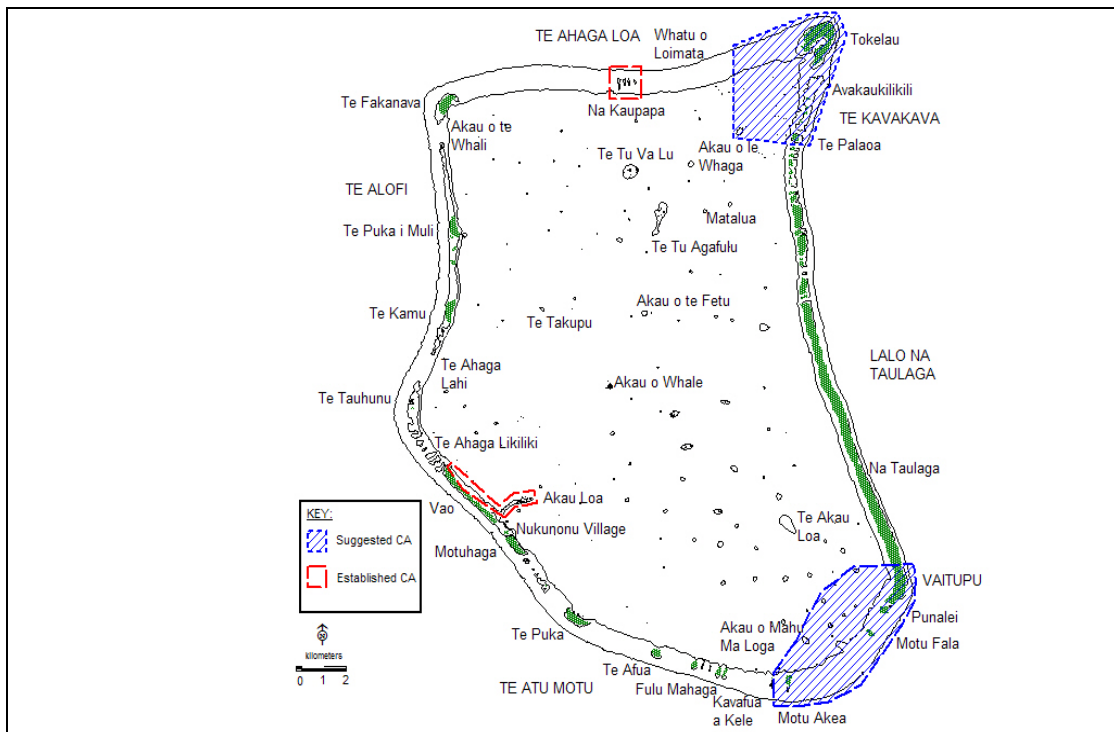 TE AHAGA LOA
Whatu o
Loimata
Tokelau
Te Fakanava
Avakaukilikili
Na Kaupapa
TE KAVAKAVA
Akau o te
Whali
Te Palaoa
Akau o le
Whaga
Te Tu Va Lu
TE ALOFI
Matalua
Te Puka i Muli
Te Tu Agafulu
Te Kamu
Akau o te Fetu
Te Takupu
LALO NA
TAULAGA
Te Ahaga
Lahi
Akau o Whale
Te Tauhunu
Te Ahaga Likiliki
Na Taulaga
Akau Loa
Vao
Te Akau
Loa
Nukunonu Village
Motuhaga
KEY:
Suggested CA
Established CA
VAITUPU
Punalei
Te Puka
Akau o Mahu
Ma Loga
Motu Fala
kilometers
0 1 2
Te Afua
TE ATU MOTU
Fulu Mahaga
Kavafua
a Kele
Motu Akea